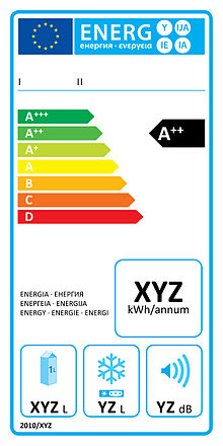 ENERG Y IJA
енергия · ενεργεια IE IA
I II
A+++
A++
A+
A
B
C
D
A++
ENERGIA · ЕНЕРГИЯ
ΕΝΕΡΓΕΙΑ · ENERGIJA
ENERGY · ENERGIE · ENERGI
XYZ
kWh/annum
1L
XYZ L
YZ L
YZ dB
2010/XYZ